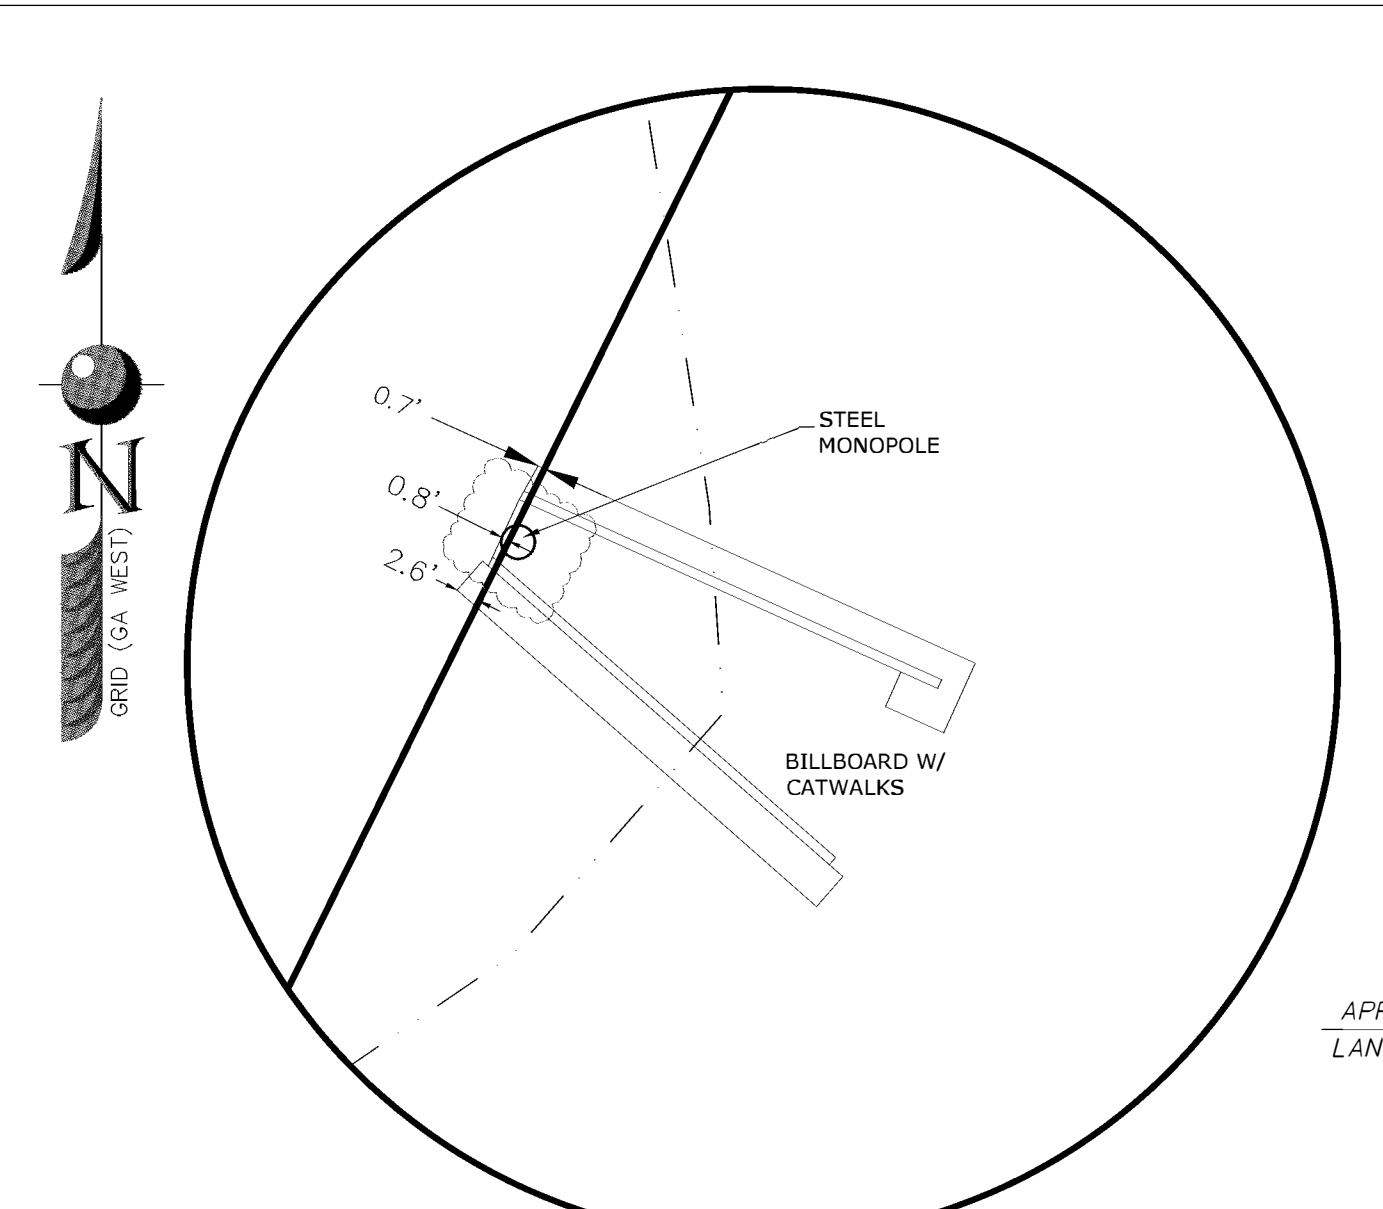 0.7'
0.8'
2.6'
STEEL
MONOPOLE
N
GRID (GA WEST)
BILLBOARD W/
CATWALKS